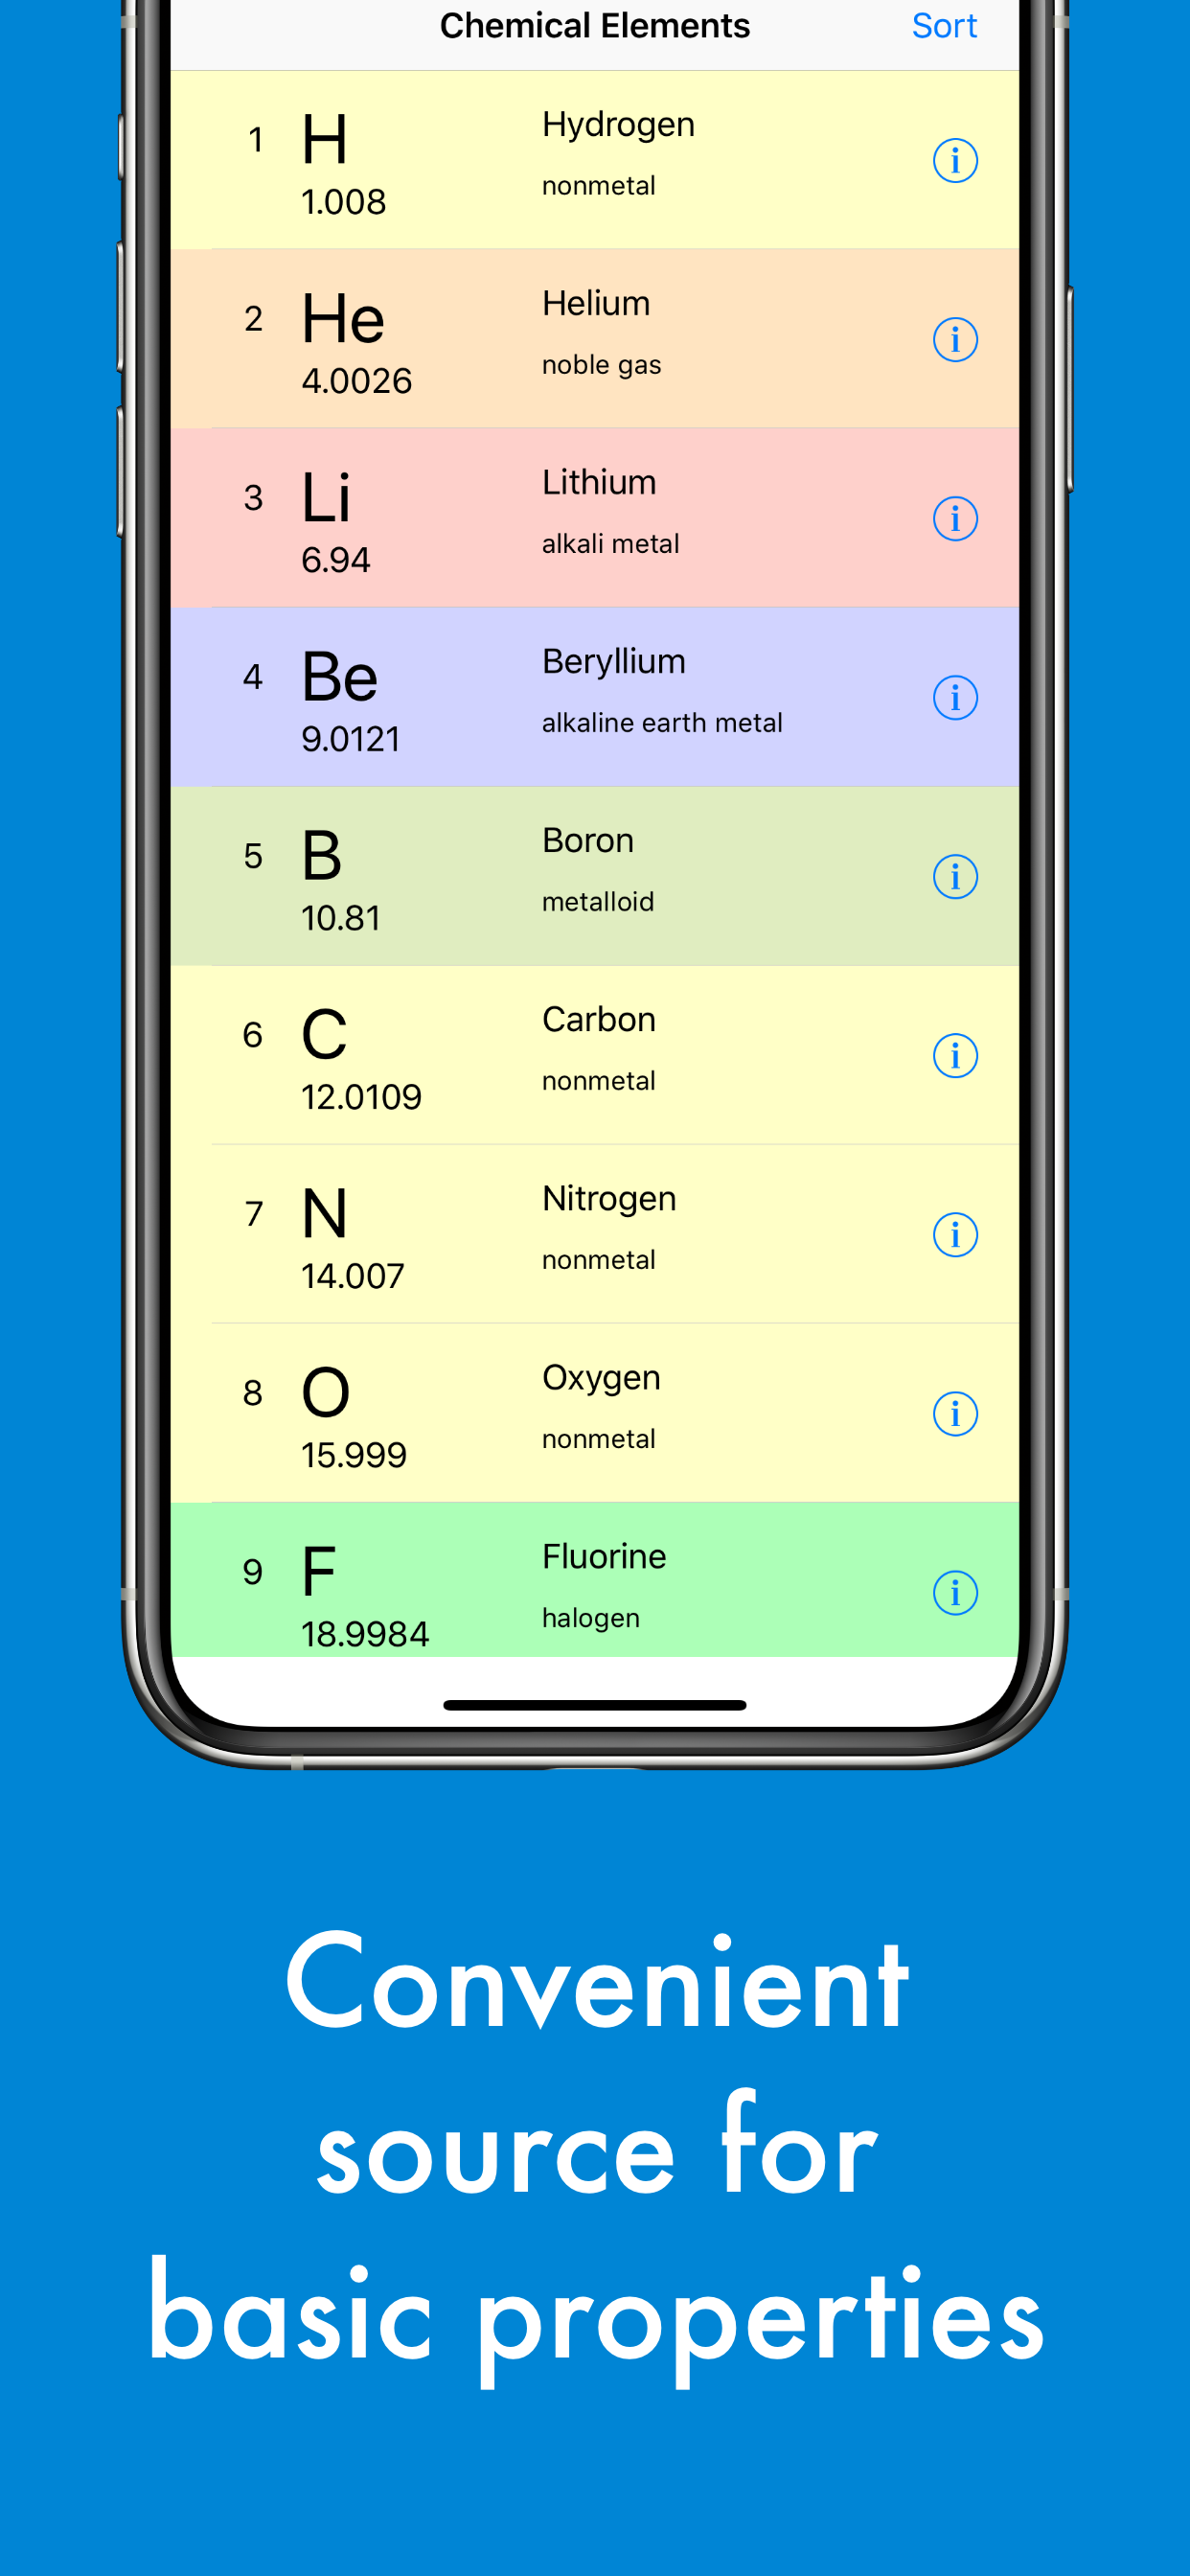 Chemical Elements Sort
1 H Hydrogen
nonmetal
1.008
2 He Helium
noble gas
4.0026
3 Li Lithium
alkali metal
6.94
4 Be Beryllium
alkaline earth metal
9.0121
5 B Boron
metalloid
10.81
6 C Carbon
nonmetal
12.0109
7 N Nitrogen
nonmetal
14.007
8 O Oxygen
nonmetal
15.999
9 F Fluorine
halogen
18.9984
Convenient
source for
basic properties